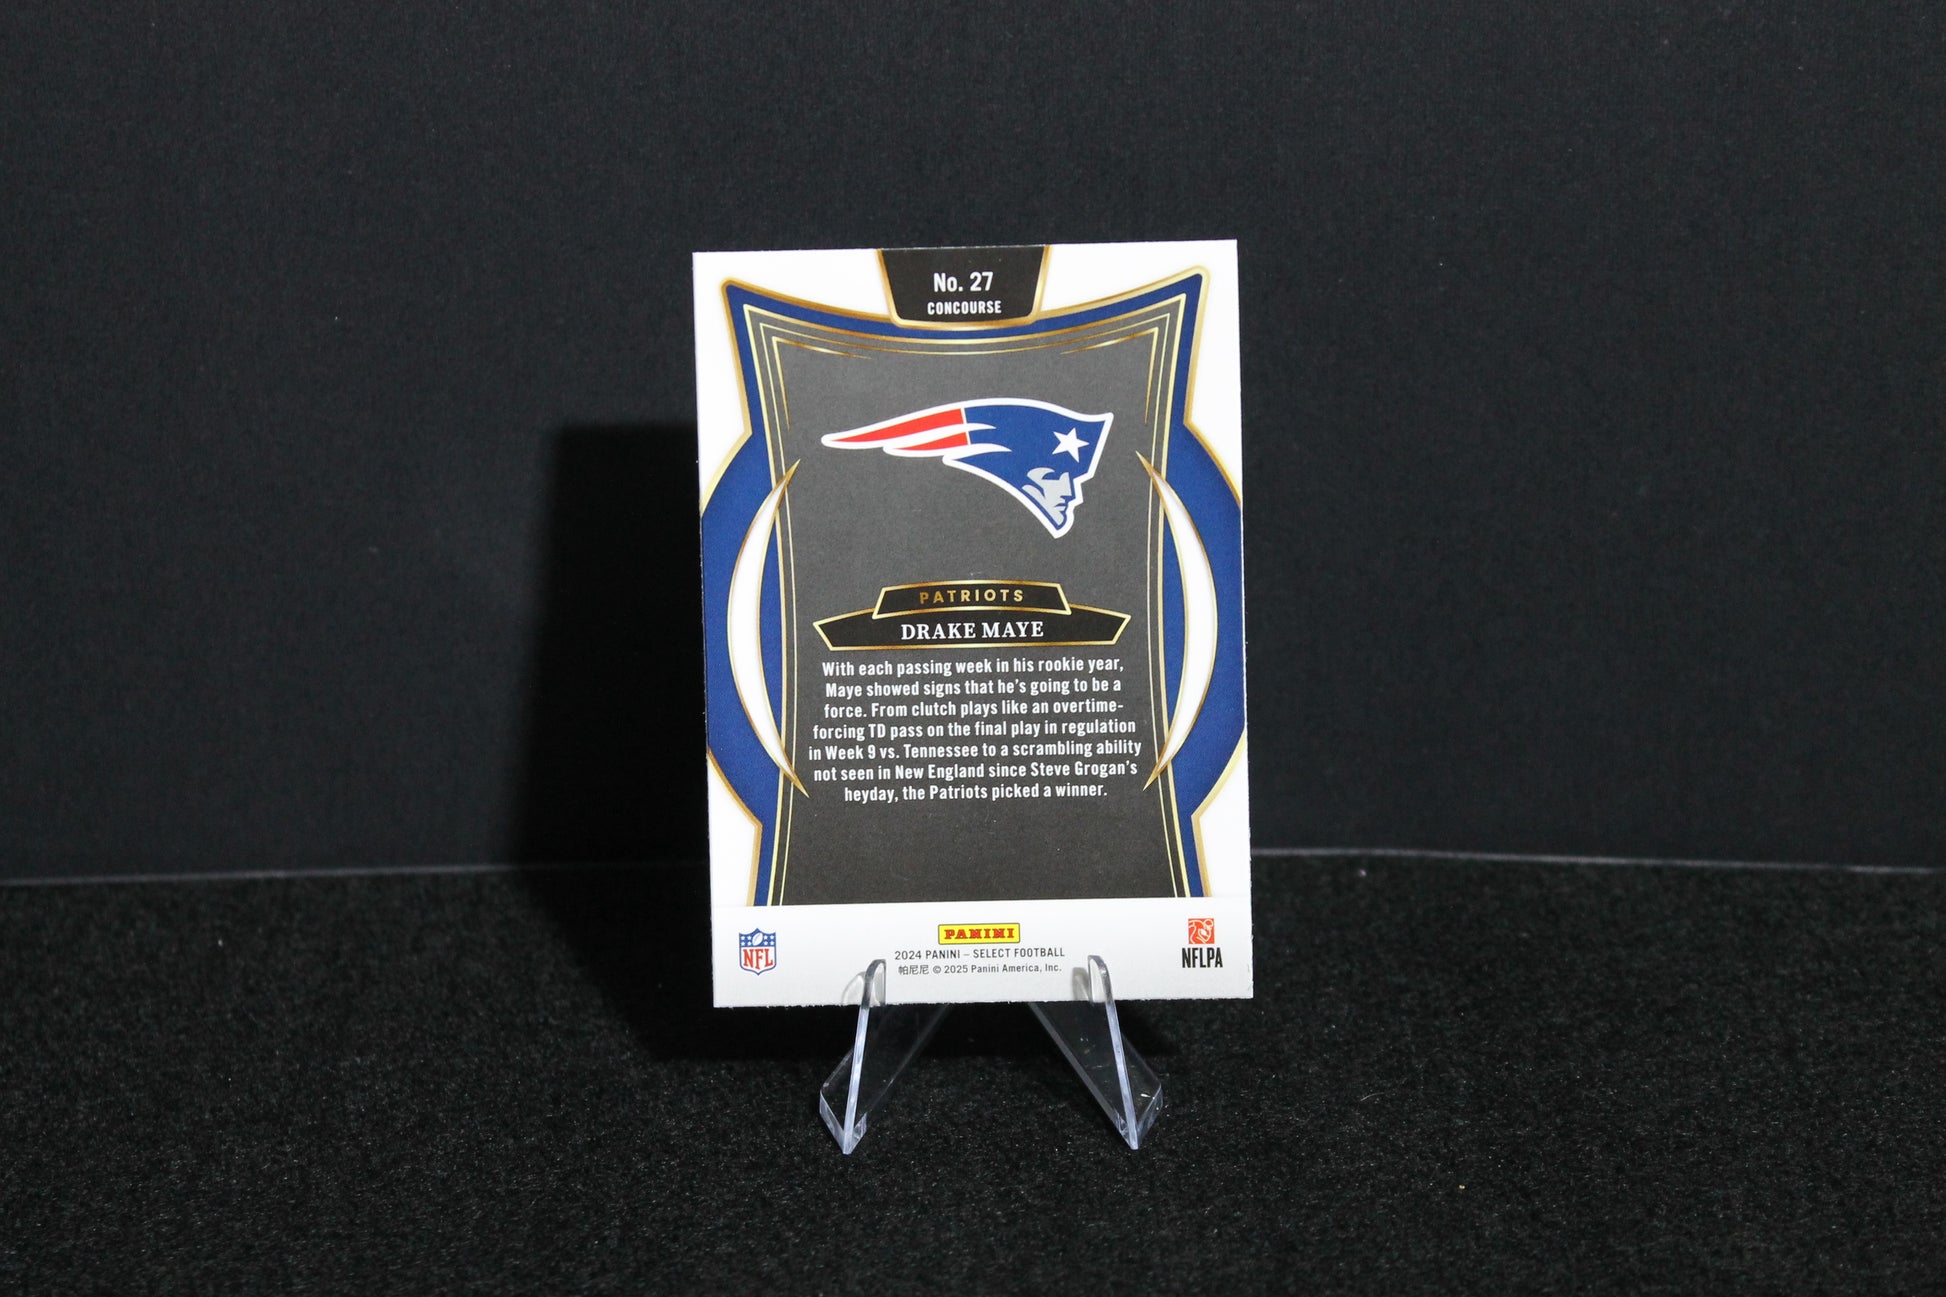 No. 27
CONCOURSE
PATRIOTS
DRAKE MAYE
With each passing week in his rookie year,
Maye showed signs that he's going to be a
force. From clutch plays like an overtime-
forcing TD pass on the final play in regulation
in Week 9 vs. Tennessee to a scrambling ability
not seen in New England since Steve Grogan's
heyday, the Patriots picked a winner.
NFL
PANINI
2024 PANINI – SELECT FOOTBALL
帕尼尼 © 2025 Panini America, Inc.
NFLPA